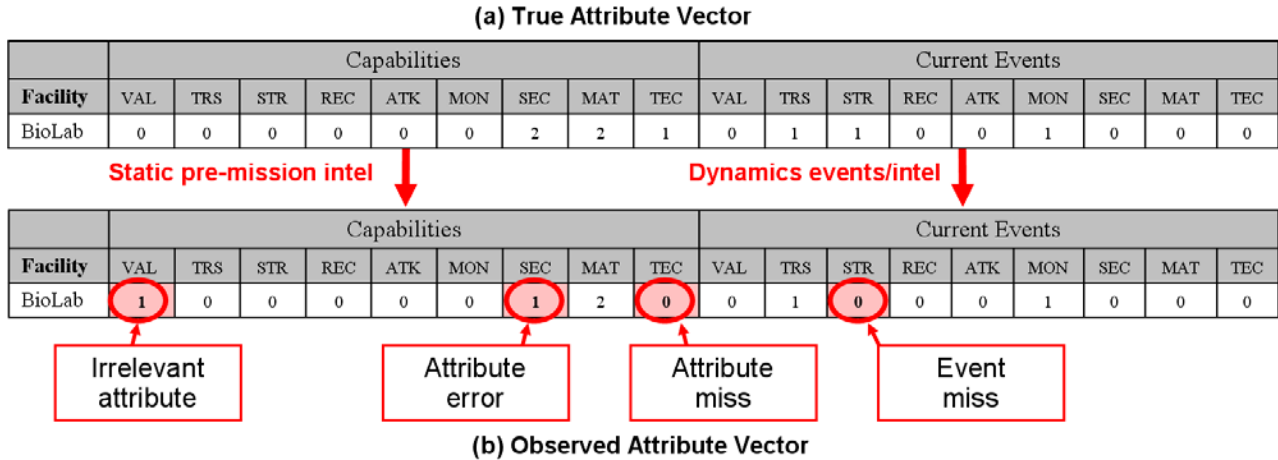 (a) True Attribute Vector
Capabilities Current Events
Facility VAL TRS STR REC ATK MON SEC MAT TEC VAL TRS STR REC ATK MON SEC MAT TEC
BioLab 0 0 0 0 0 0 2 2 1 0 1 1 0 0 1 0 0 0
Static pre-mission intel Dynamics events/intel
Capabilities Current Events
Facility VAL TRS STR REC ATK MON SEC MAT TEC VAL TRS STR REC ATK MON SEC MAT TEC
BioLab 1 0 0 0 0 0 1 2 0 0 1 0 0 0 1 0 0 0
Irrelevant attribute
Attribute error
Attribute miss
Event miss
(b) Observed Attribute Vector